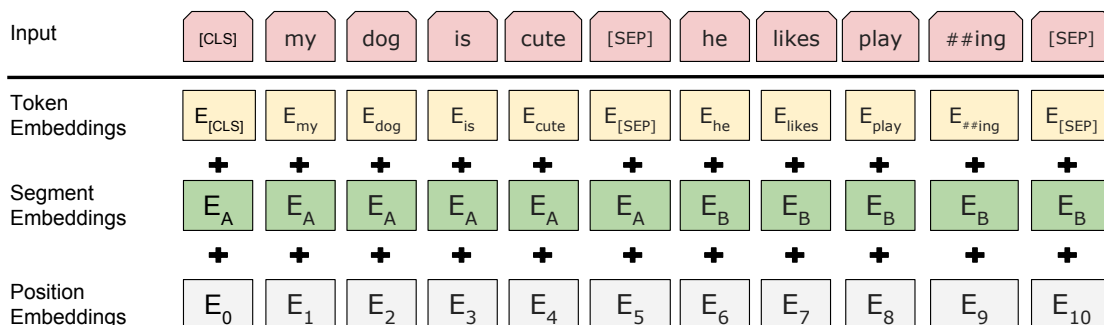 Input [CLS] my dog is cute [SEP] he likes play ##ing [SEP]
Token
Embeddings E[CLS] Emy Edog Eis Ecute E[SEP] Ehe Elikes Eplay E##ing E[SEP]
+ + + + + + + + + + +
Segment
Embeddings EA EA EA EA EA EA EB EB EB EB EB
+ + + + + + + + + + +
Position
Embeddings E0 E1 E2 E3 E4 E5 E6 E7 E8 E9 E10